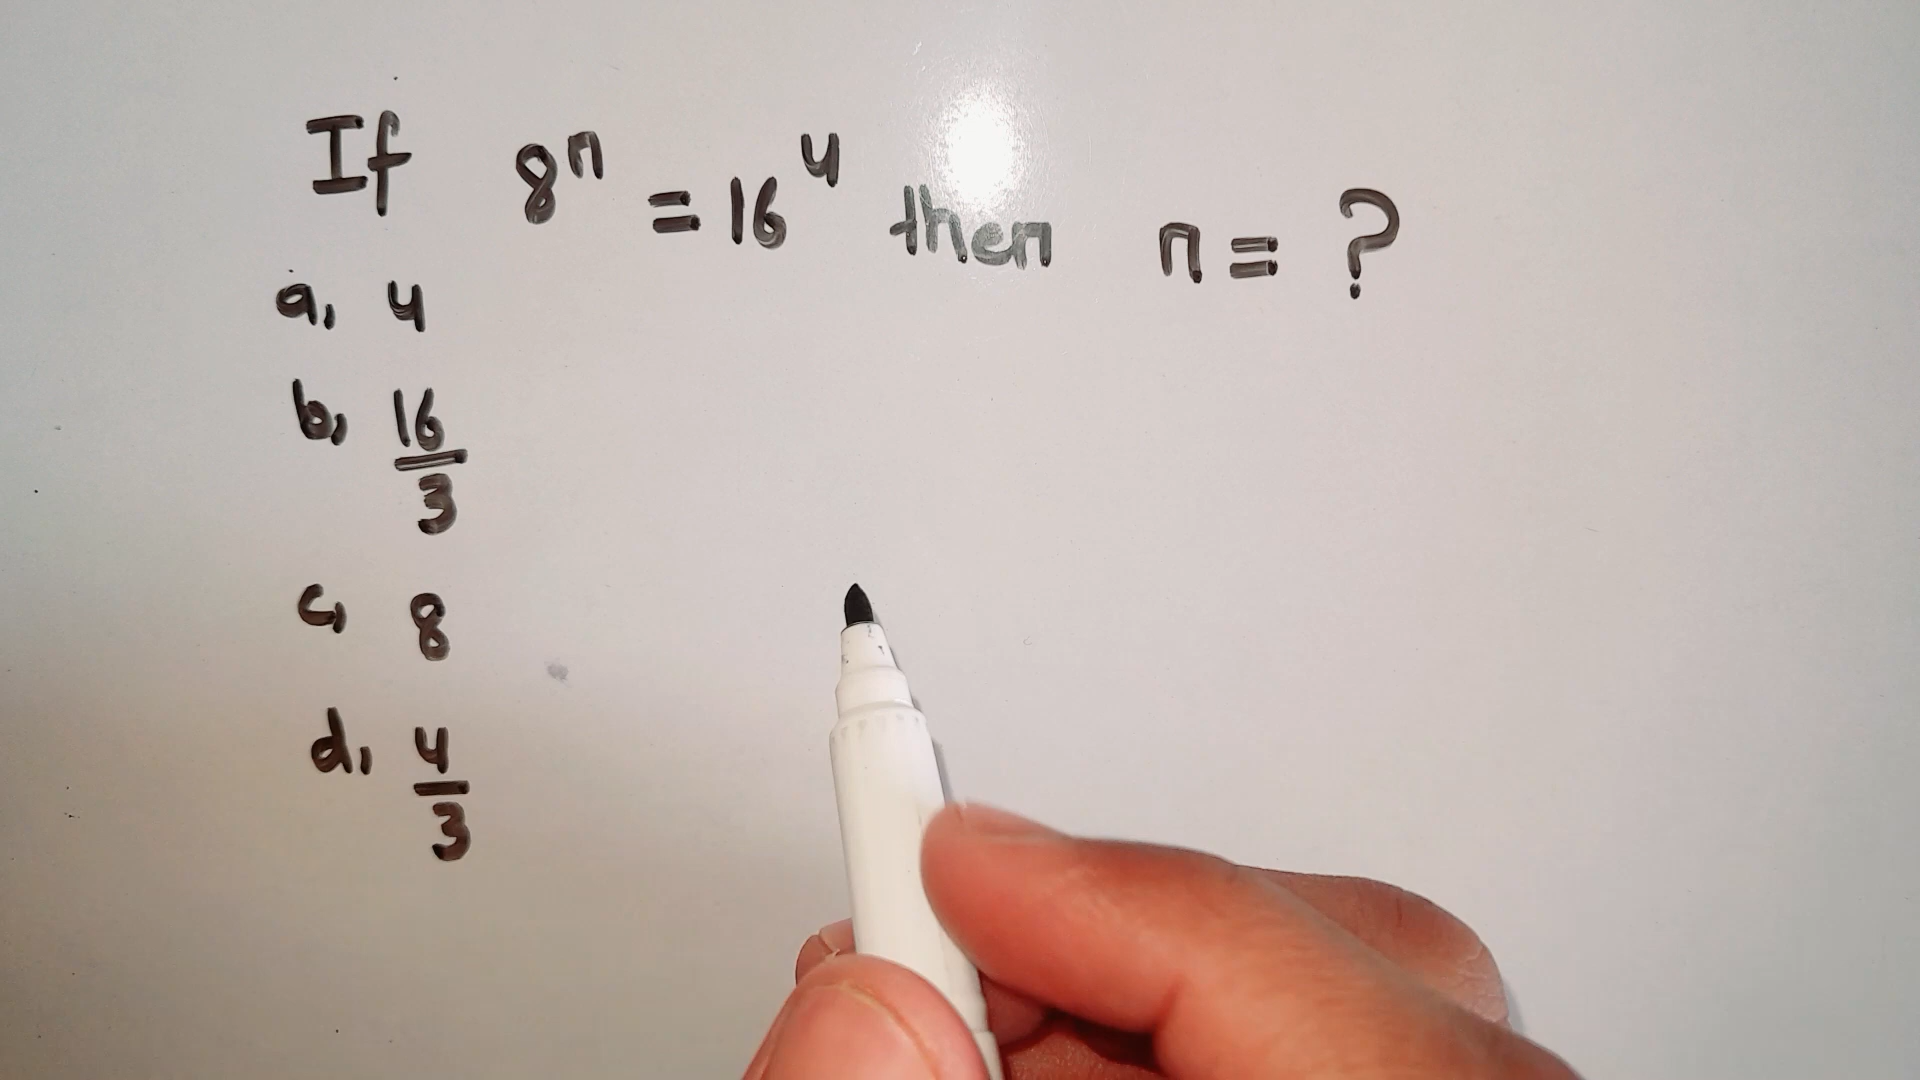 If 8ⁿ = 16⁴ then n = ?
a, 4
b, 16/3
c, 8
d, 4/3